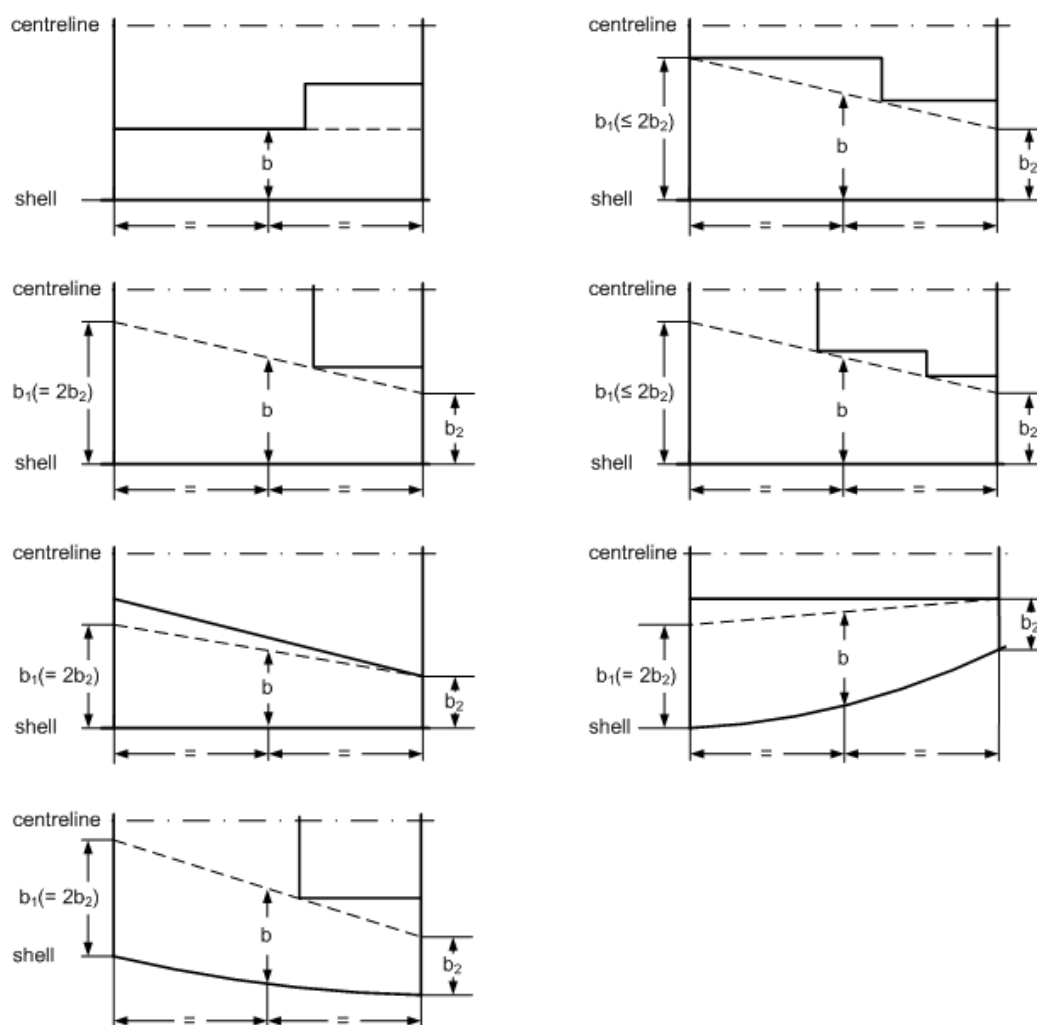 centreline
b
shell
= =
centreline
b₁(≤ 2b₂)
b
b₂
shell
= =
centreline
b₁(= 2b₂)
b
b₂
shell
= =
centreline
b₁(≤ 2b₂)
b
b₂
shell
= =
centreline
b₁(= 2b₂)
b
b₂
shell
= =
centreline
b₂
b
b₁(= 2b₂)
shell
= =
centreline
b₁(= 2b₂)
b
shell
b₂
= =